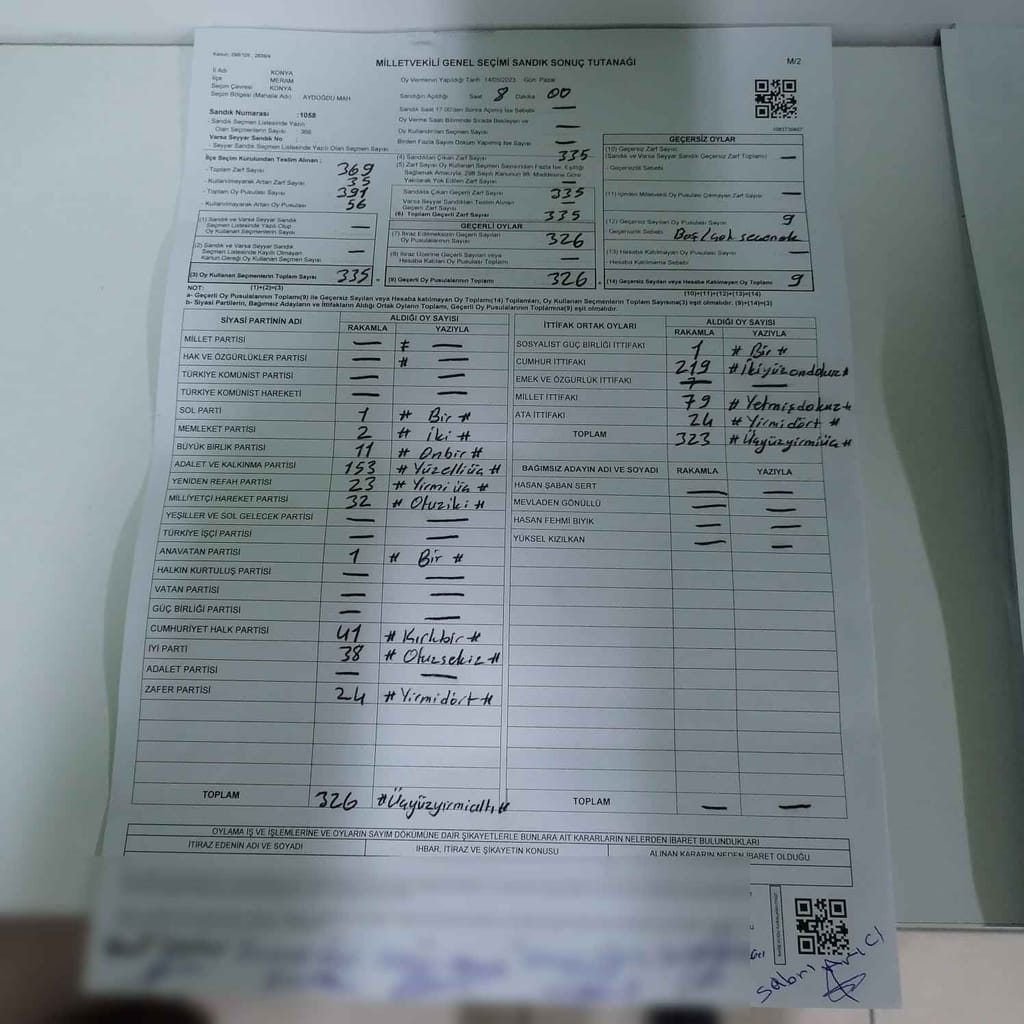 Kanun: 298/105 , 2839/4
MİLLETVEKİLİ GENEL SEÇİMİ SANDIK SONUÇ TUTANAĞI
M/2
İl Adı KONYA
İlçe MERAM
Seçim Çevresi KONYA
Seçim Bölgesi (Mahalle Adı) AYDOĞDU MAH.
Sandık Numarası :1058
- Sandık Seçmen Listesinde Yazılı
Olan Seçmenlerin Sayısı 366
Varsa Seyyar Sandık No
- Seyyar Seçmen Sandık Listesinde Yazılı Olan Seçmen Sayısı
İlçe Seçim Kurulundan Teslim Alınan :
- Toplam Zarf Sayısı 369
- Kullanılmayarak Artan Zarf Sayısı 35
- Toplam Oy Pusulası Sayısı 391
- Kullanılmayarak Artan Oy Pusulası 56
(1) Sandık ve Varsa Seyyar Sandık
Seçmen Listesinde Yazılı Olup
Oy Kullanan Seçmenlerin Sayısı —
(2) Sandık ve Varsa Seyyar Sandık
Seçmen Listesinde Kayıtlı Olmayan
Kanun Gereği Oy Kullanan Seçmen Sayısı —
(3) Oy Kullanan Seçmenlerin Toplam Sayısı 335 =
(1)+(2)=(3)
Oy Vermenin Yapıldığı Tarih 14/05/2023 Gün: Pazar
Sandığın Açıldığı Saat 8 Dakika 00
Sandık Saat 17.00'den Sonra Açılmış İse Sebebi —
Oy Verme Saati Bitiminde Sırada Bekleyen ve
Oy Kullandırılan Seçmen Sayısı —
Birden Fazla Sayım Döküm Yapılmış İse Sayısı —
(4) Sandıktan Çıkan Zarf Sayısı 335
(5) Zarf Sayısı Oy Kullanan Seçmen Sayısından Fazla İse, Eşitliği
Sağlamak Amacıyla, 298 Sayılı Kanunun 98. Maddesine Göre
Yakılarak Yok Edilen Zarf Sayısı —
Sandıkta Çıkan Geçerli Zarf Sayısı 335
Varsa Seyyar Sandıktan Teslim Alınan
Geçerli Zarf Sayısı —
(6) Toplam Geçerli Zarf Sayısı 335
GEÇERLİ OYLAR
(7) İtiraz Edilmeksizin Geçerli Sayılan
Oy Pusulalarının Sayısı 326
(8) İtiraz Üzerine Geçerli Sayılan veya
Hesaba Katılan Oy Pusulaları Toplamı —
(9) Geçerli Oy Pusulalarının Toplamı 326 +
GEÇERSİZ OYLAR
(10) Geçersiz Zarf Sayısı
(Sandık ve Varsa Seyyar Sandık Geçersiz Zarf Toplamı) —
- Geçersizlik Sebebi
(11) İçinden Milletvekili Oy Pusulası Çıkmayan Zarf Sayısı —
(12) Geçersiz Sayılan Oy Pusulası Sayısı 9
- Geçersizlik Sebebi Boş/çok seçenek
(13) Hesaba Katılmayan Oy Pusulası Sayısı —
- Hesaba Katılmama Sebebi
(14) Geçersiz Sayılan veya Hesaba Katılmayan Oy Toplamı 9
(10)+(11)+(12)+(13)=(14)
NOT:
a- Geçerli Oy Pusulalarının Toplamı(9) ile Geçersiz Sayılan veya Hesaba Katılmayan Oy Toplamı(14) Toplamları, Oy Kullanan Seçmenlerin Toplam Sayısına(3) eşit olmalıdır. (9)+(14)=(3)
b- Siyasi Partilerin, Bağımsız Adayların ve İttifakların Aldığı Ortak Oyların Toplamı, Geçerli Oy Pusulalarının Toplamına(9) eşit olmalıdır.
SİYASİ PARTİNİN ADI ALDIĞI OY SAYISI
RAKAMLA YAZIYLA
MİLLET PARTİSİ — # —
HAK VE ÖZGÜRLÜKLER PARTİSİ — # —
TÜRKİYE KOMÜNİST PARTİSİ — —
TÜRKİYE KOMÜNİST HAREKETİ — —
SOL PARTİ 1 # Bir #
MEMLEKET PARTİSİ 2 # iki #
BÜYÜK BİRLİK PARTİSİ 11 # Onbir #
ADALET VE KALKINMA PARTİSİ 153 # Yüzelliüç #
YENİDEN REFAH PARTİSİ 23 # Yirmi üç #
MİLLİYETÇİ HAREKET PARTİSİ 32 # Otuziki #
YEŞİLLER VE SOL GELECEK PARTİSİ — —
TÜRKİYE İŞÇİ PARTİSİ — —
ANAVATAN PARTİSİ 1 # Bir #
HALKIN KURTULUŞ PARTİSİ — —
VATAN PARTİSİ — —
GÜÇ BİRLİĞİ PARTİSİ — —
CUMHURİYET HALK PARTİSİ 41 # Kırkbir #
İYİ PARTİ 38 # Otuzsekiz #
ADALET PARTİSİ — —
ZAFER PARTİSİ 24 # Yirmidört #
TOPLAM 326 #Üçyüzyirmialtı #
İTTİFAK ORTAK OYLARI ALDIĞI OY SAYISI
RAKAMLA YAZIYLA
SOSYALİST GÜÇ BİRLİĞİ İTTİFAKI 1 # Bir #
CUMHUR İTTİFAKI 219 #İkiyüzondokuz#
EMEK VE ÖZGÜRLÜK İTTİFAKI — —
MİLLET İTTİFAKI 79 # Yetmişdokuz #
ATA İTTİFAKI 24 # Yirmidört #
TOPLAM 323 #Üçyüzyirmiüç#
BAĞIMSIZ ADAYIN ADI VE SOYADI RAKAMLA YAZIYLA
HASAN ŞABAN SERT — —
MEVLADEN GÖNÜLLÜ — —
HASAN FEHMİ BIYIK — —
YÜKSEL KIZILKAN — —
TOPLAM — —
OYLAMA İŞ VE İŞLEMLERİNE VE OYLARIN SAYIM DÖKÜMÜNE DAİR ŞİKAYETLERLE BUNLARA AİT KARARLARIN NELERDEN İBARET BULUNDUKLARI
İTİRAZ EDENİN ADI VE SOYADI İHBAR, İTİRAZ VE ŞİKAYETİN KONUSU ALINAN KARARIN NEDEN İBARET OLDUĞU
Sabri Avcı